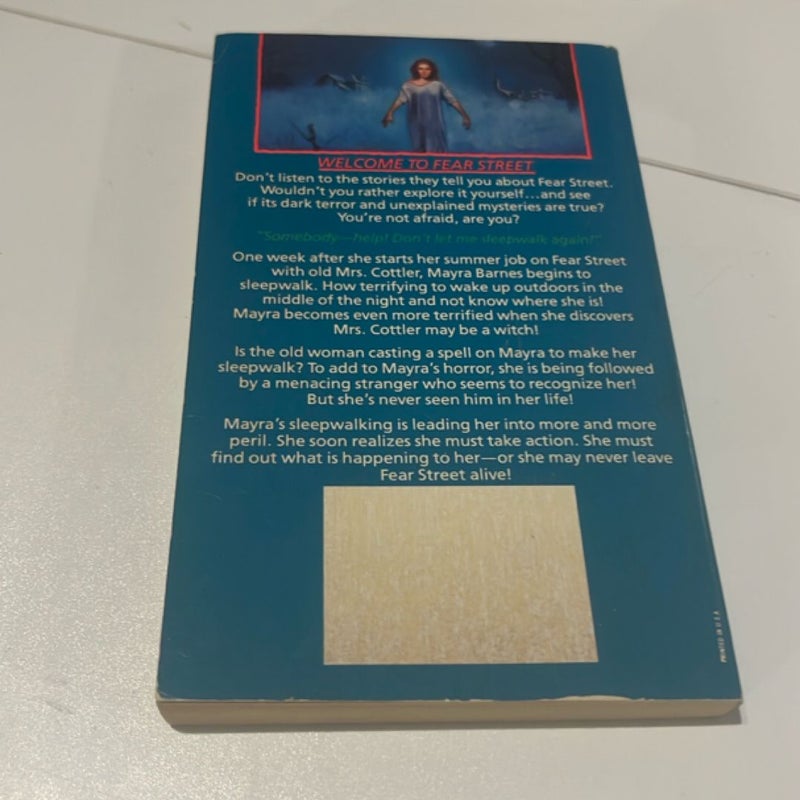 WELCOME TO FEAR STREET
Don't listen to the stories they tell you about Fear Street.
Wouldn't you rather explore it yourself...and see
if its dark terror and unexplained mysteries are true?
You're not afraid, are you?
"Somebody—help! Don't let me sleepwalk again!"
One week after she starts her summer job on Fear Street
with old Mrs. Cottler, Mayra Barnes begins to
sleepwalk. How terrifying to wake up outdoors in the
middle of the night and not know where she is!
Mayra becomes even more terrified when she discovers
Mrs. Cottler may be a witch!
Is the old woman casting a spell on Mayra to make her
sleepwalk? To add to Mayra's horror, she is being followed
by a menacing stranger who seems to recognize her!
But she's never seen him in her life!
Mayra's sleepwalking is leading her into more and more
peril. She soon realizes she must take action. She must
find out what is happening to her—or she may never leave
Fear Street alive!
PRINTED IN U.S.A.